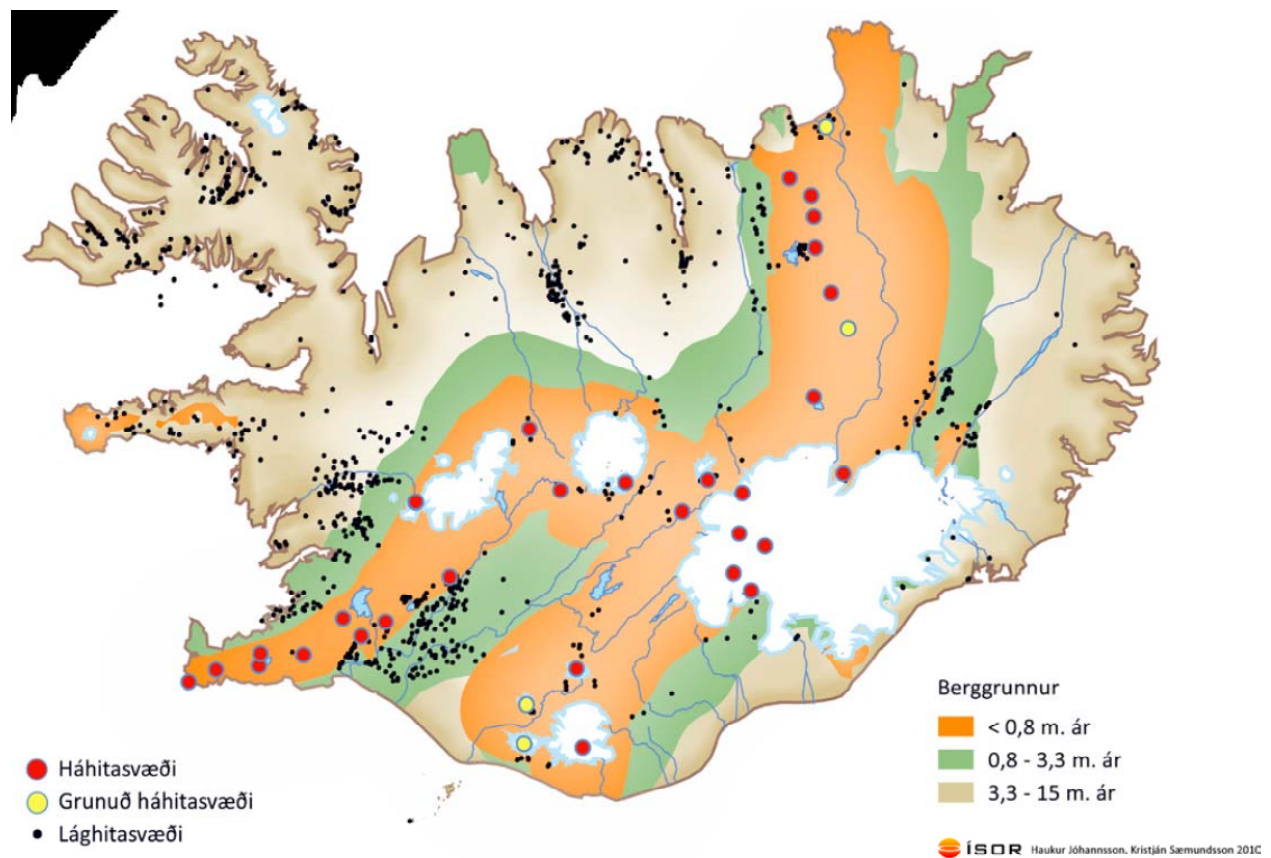 Háhitasvæði
Grunuð háhitasvæði
Lághitasvæði
Berggrunnur
< 0,8 m. ár
0,8 - 3,3 m. ár
3,3 - 15 m. ár
ÍSOR Haukur Jóhannsson, Kristján Sæmundsson 2010